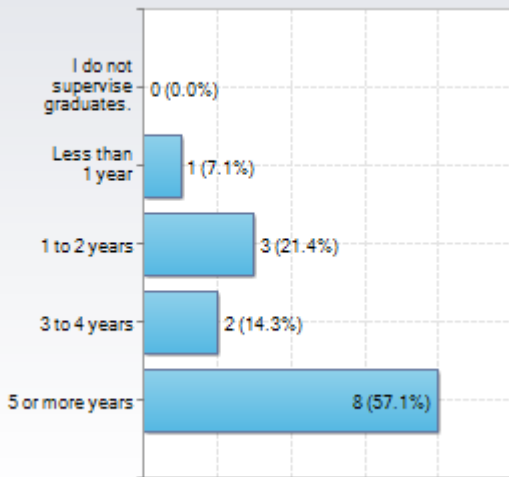 I do not
supervise
graduates.
0 (0.0%)
Less than
1 year
1 (7.1%)
1 to 2 years
3 (21.4%)
3 to 4 years
2 (14.3%)
5 or more years
8 (57.1%)